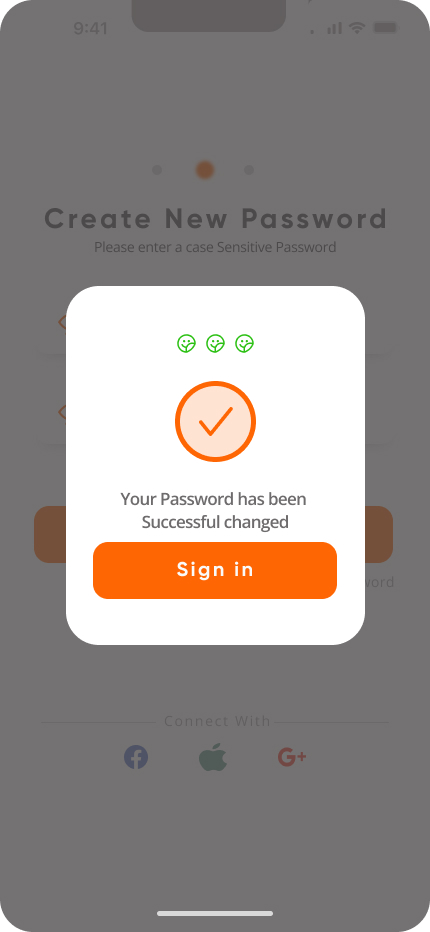 9:41
Create New Password
Please enter a case Sensitive Password
Your Password has been
Successful changed
Sign in
Connect With
G+